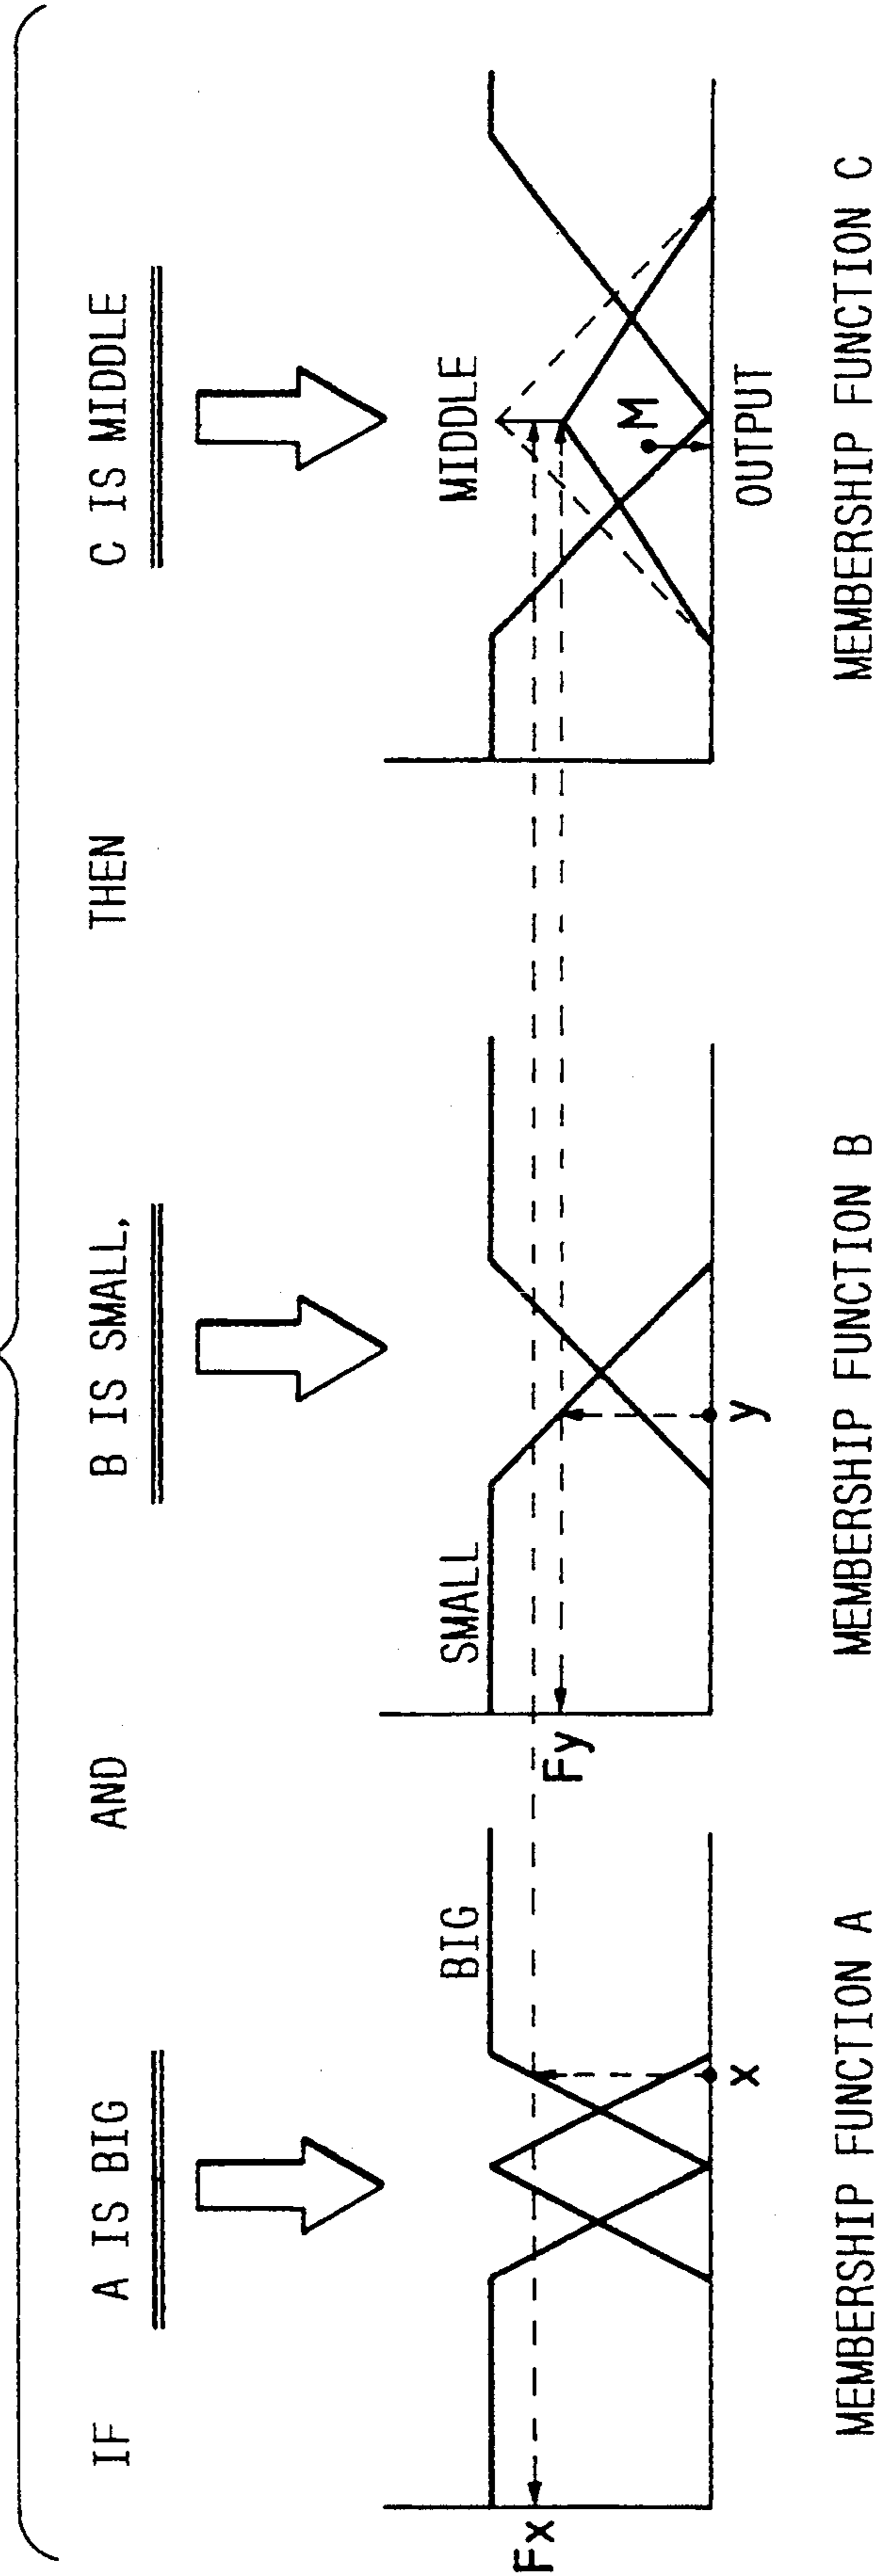 IF A IS BIG AND B IS SMALL, THEN C IS MIDDLE
BIG
SMALL
MIDDLE
Fx
Fy
M
x
y
OUTPUT
MEMBERSHIP FUNCTION A
MEMBERSHIP FUNCTION B
MEMBERSHIP FUNCTION C